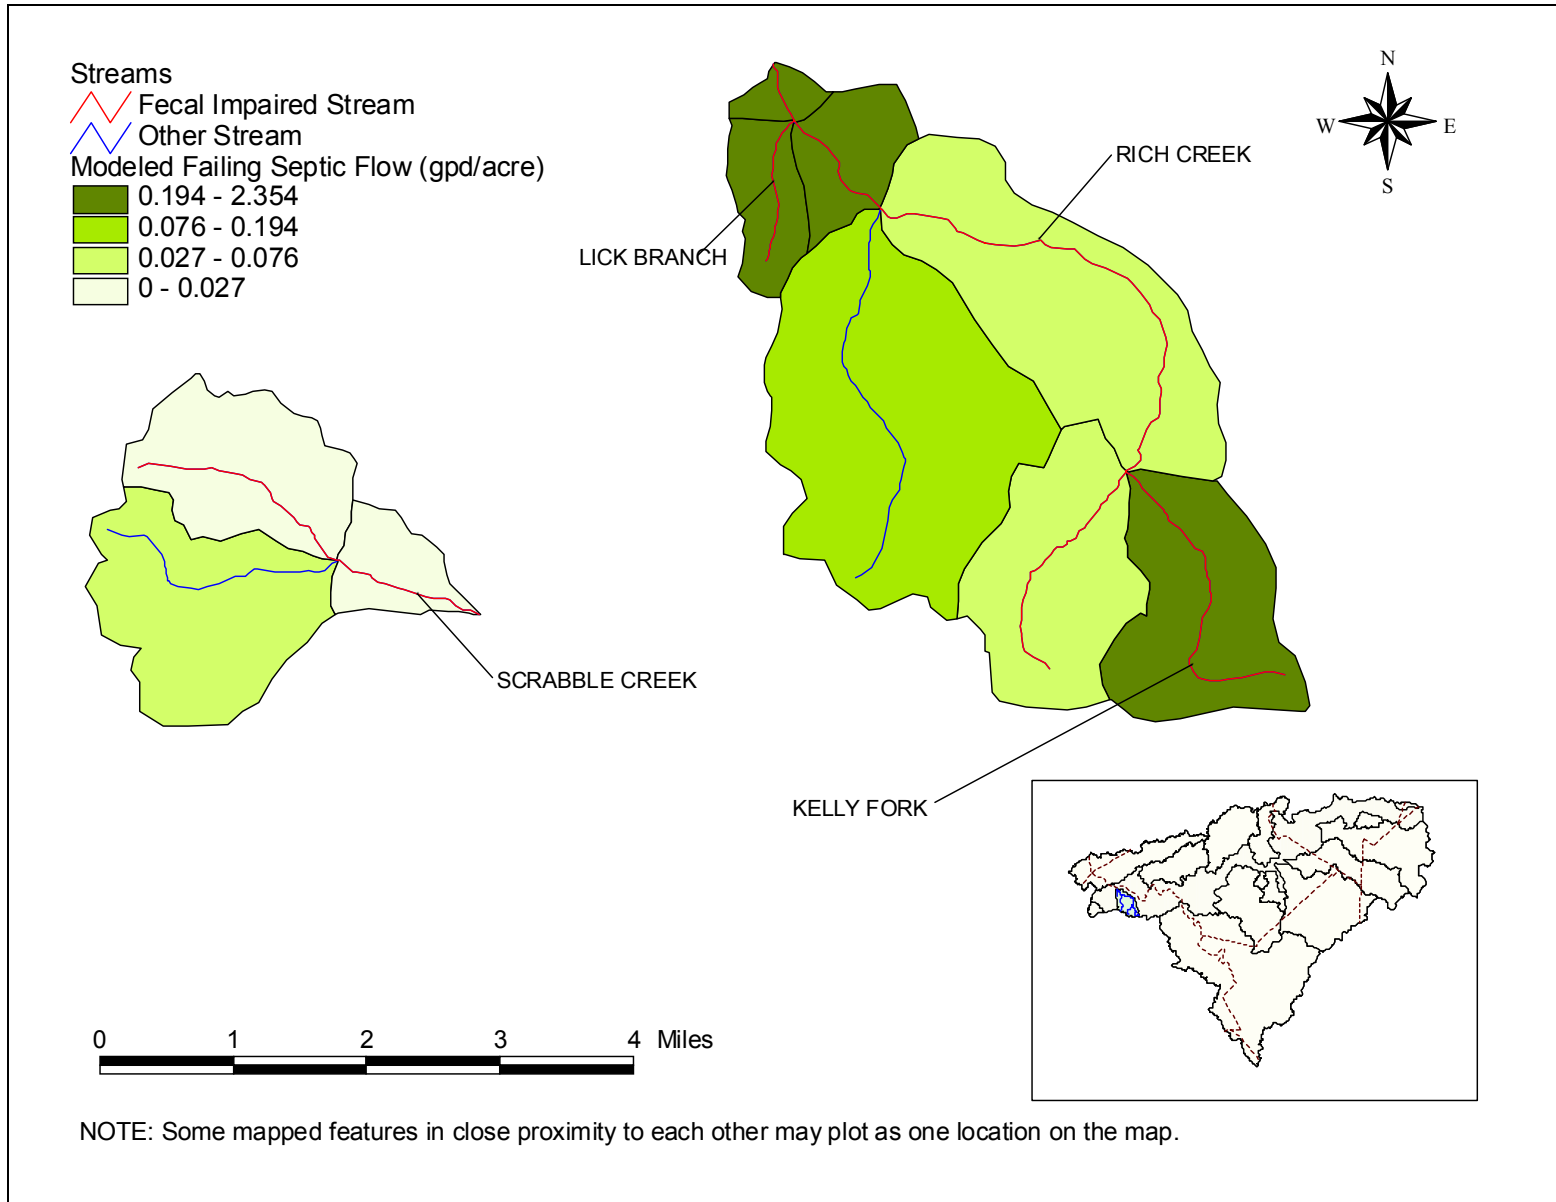 Streams
Fecal Impaired Stream
Other Stream
Modeled Failing Septic Flow (gpd/acre)
0.194 - 2.354
0.076 - 0.194
0.027 - 0.076
0 - 0.027
N
W E
S
RICH CREEK
LICK BRANCH
SCRABBLE CREEK
KELLY FORK
0 1 2 3 4 Miles
NOTE: Some mapped features in close proximity to each other may plot as one location on the map.